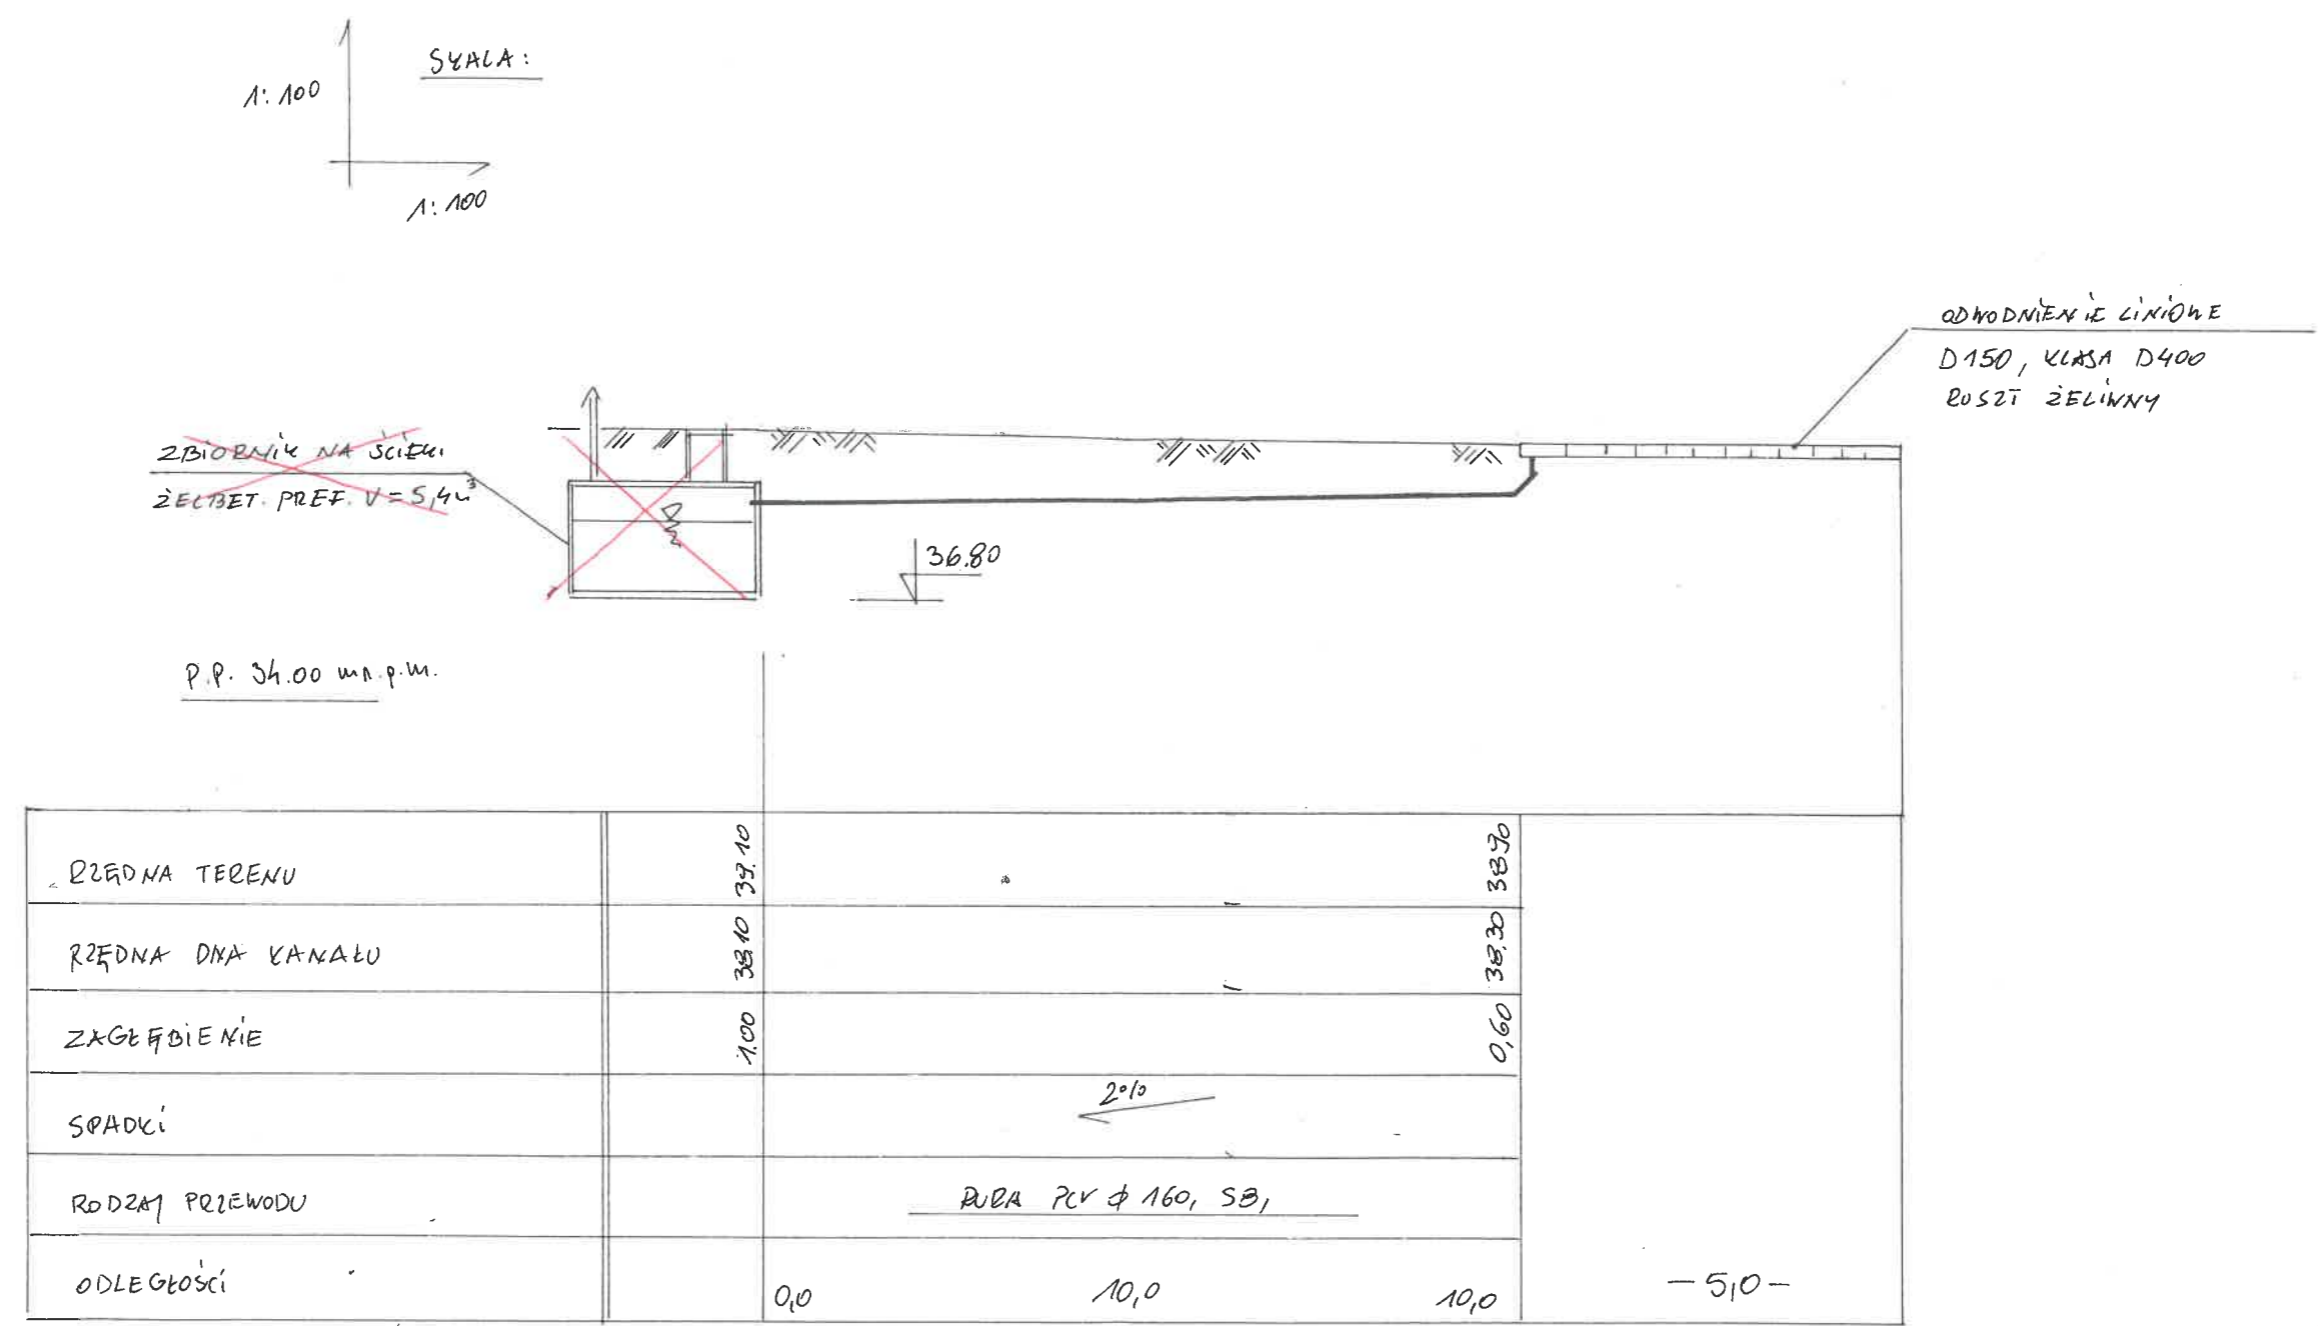 SKALA:
1:100
1:100
ODWODNIENIE LINIOWE
D150, KLASA D400
RUSZT ŻELIWNY
ZBIORNIK NA ŚCIEKI
ŻELBET. PREF. V=5,4m³
36.80
P.P. 34.00 m n.p.m.
RZĘDNA TERENU 39.10 38.90
RZĘDNA DNA KANAŁU 38.10 38,30
ZAGŁĘBIENIE 1.00 0,60
SPADKI 2%
RODZAJ PRZEWODU RURA PCV ϕ 160, S8,
ODLEGŁOŚCI 0,0 10,0 10,0 -5,0-